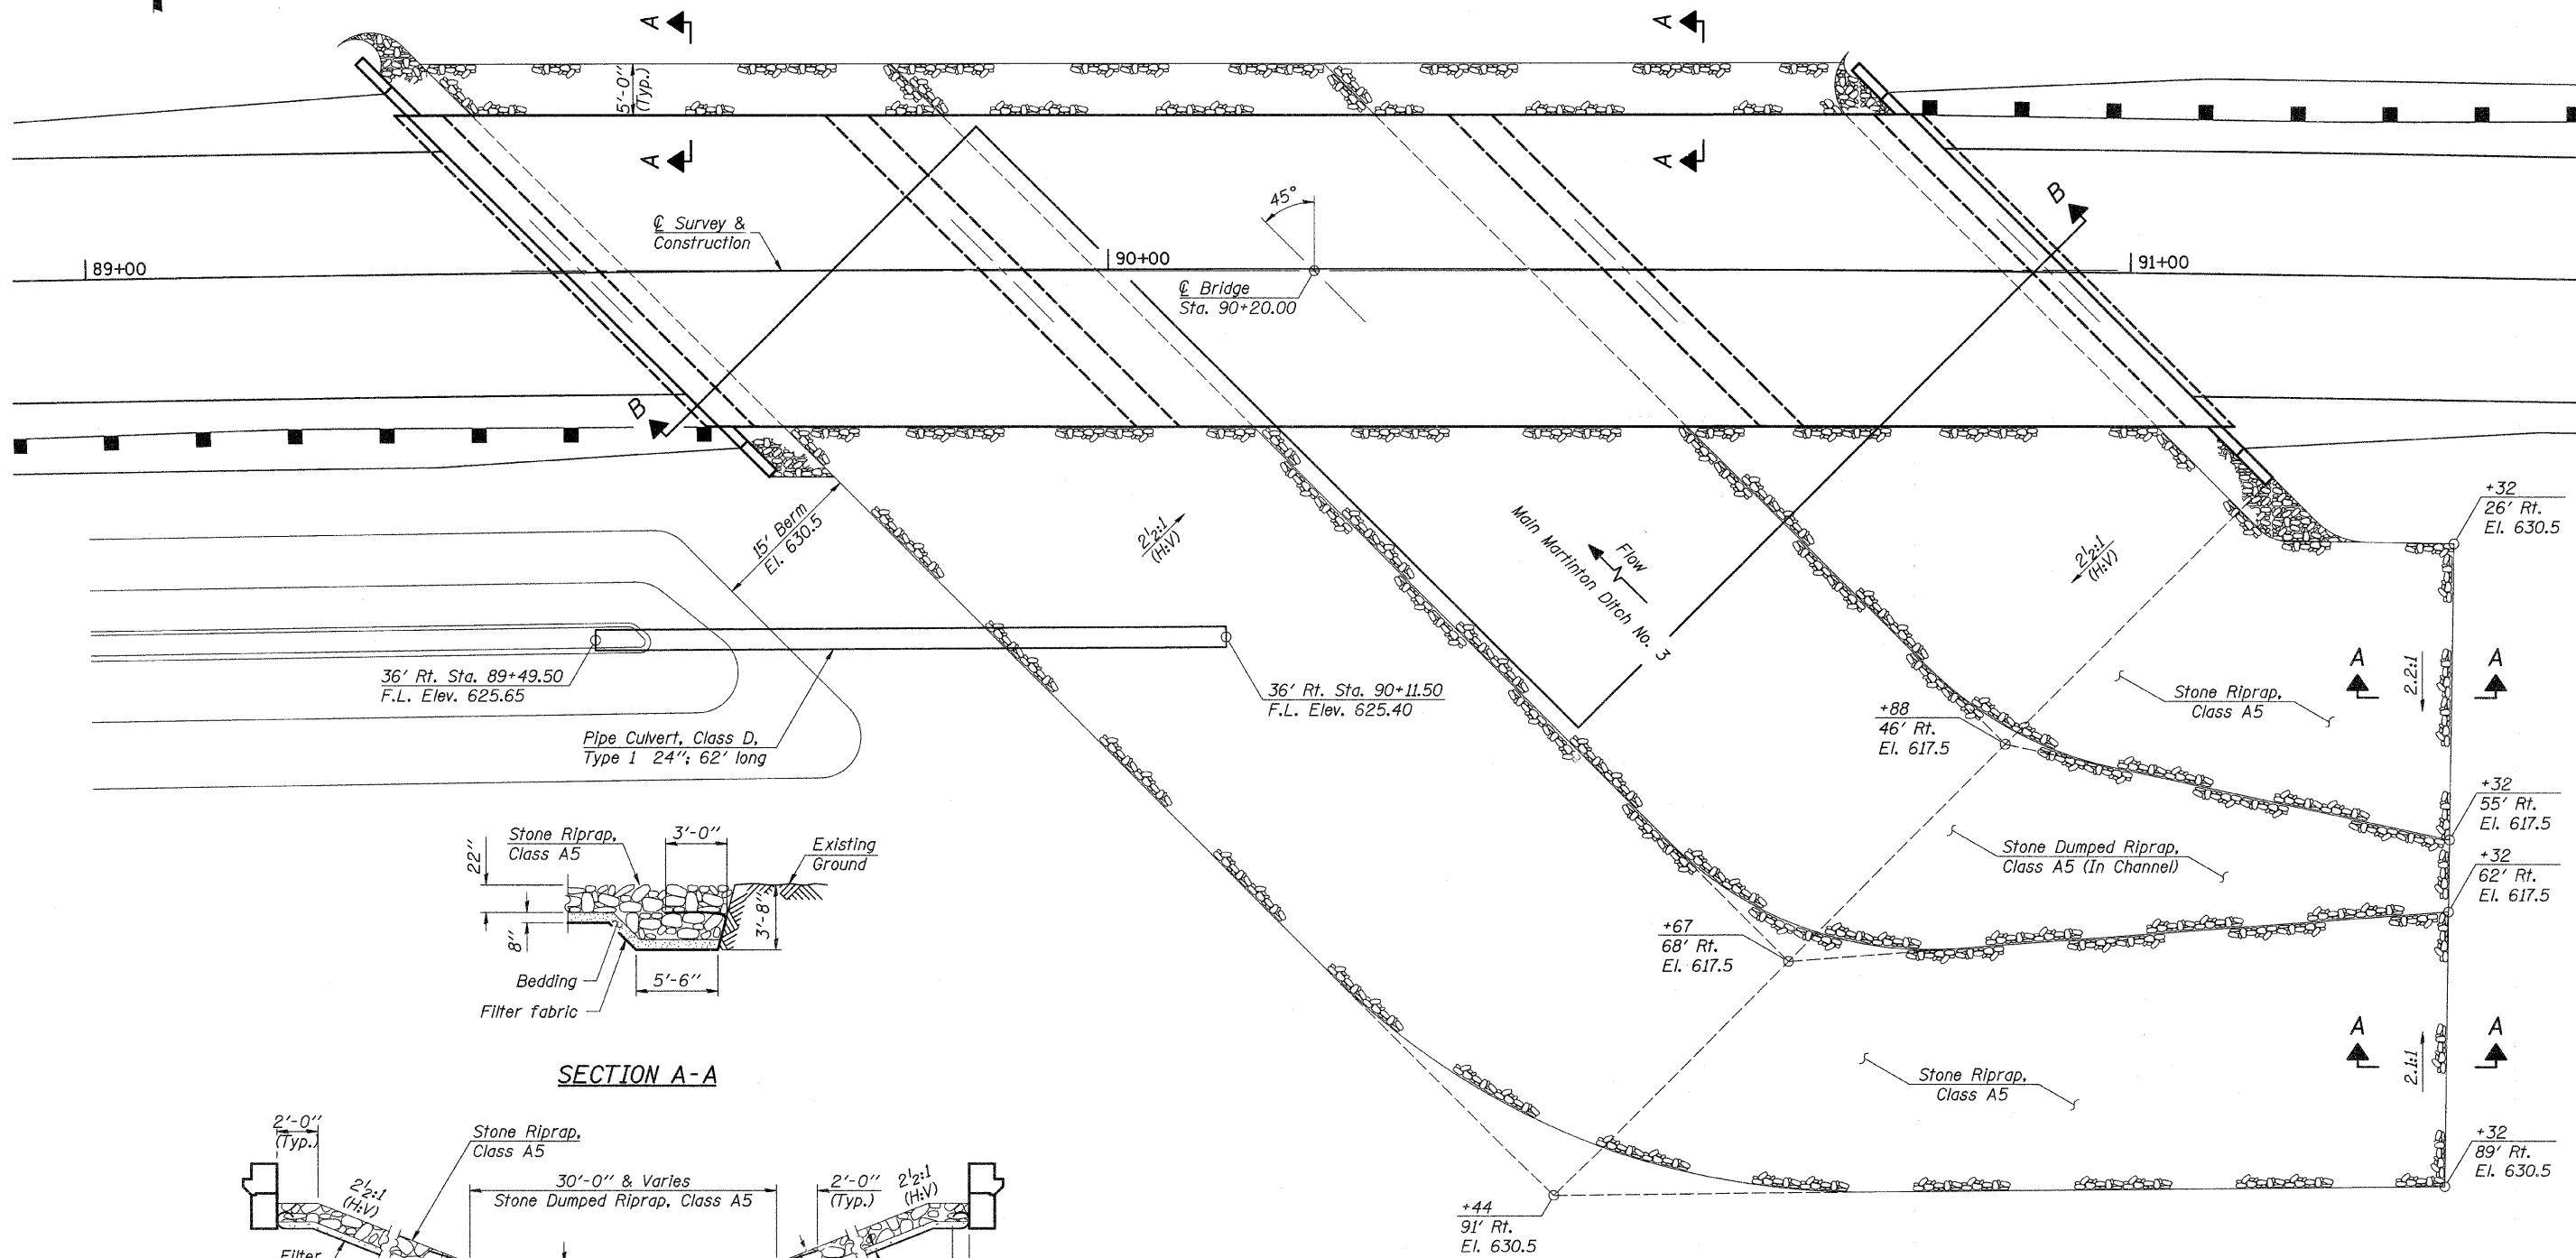 A
A
5'-0"
(Typ.)
A
A
45°
B
℄ Survey &
Construction
89+00
90+00
91+00
℄ Bridge
Sta. 90+20.00
B
+32
26' Rt.
El. 630.5
15' Berm
El. 630.5
2½:1
(H:V)
Flow
Main Martinton Ditch No. 3
2½:1
(H:V)
36' Rt. Sta. 89+49.50
F.L. Elev. 625.65
36' Rt. Sta. 90+11.50
F.L. Elev. 625.40
A
A
2.2:1
Stone Riprap,
Class A5
+88
46' Rt.
El. 617.5
Pipe Culvert, Class D,
Type 1 24"; 62' long
+32
55' Rt.
El. 617.5
Stone Riprap,
Class A5
3'-0"
Existing
Ground
22"
3'-8"
8"
Bedding
5'-6"
Filter fabric
Stone Dumped Riprap,
Class A5 (In Channel)
+32
62' Rt.
El. 617.5
+67
68' Rt.
El. 617.5
SECTION A-A
A
A
2.1:1
Stone Riprap,
Class A5
2'-0"
(Typ.)
Stone Riprap,
Class A5
2½:1
(H:V)
30'-0" & Varies
Stone Dumped Riprap, Class A5
2'-0"
(Typ.)
2½:1
(H:V)
Filter
+32
89' Rt.
El. 630.5
+44
91' Rt.
El. 630.5